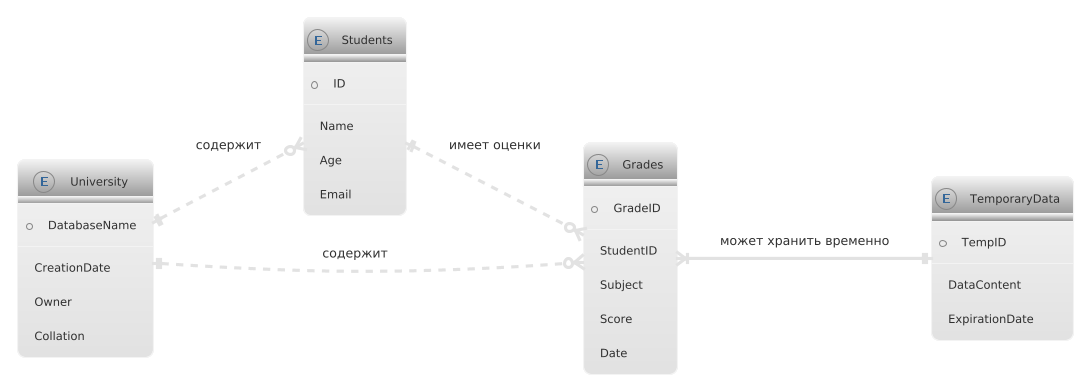 E Students
ID
Name
Age
Email
содержит
имеет оценки
E University
DatabaseName
CreationDate
Owner
Collation
содержит
E Grades
GradeID
StudentID
Subject
Score
Date
может хранить временно
E TemporaryData
TempID
DataContent
ExpirationDate